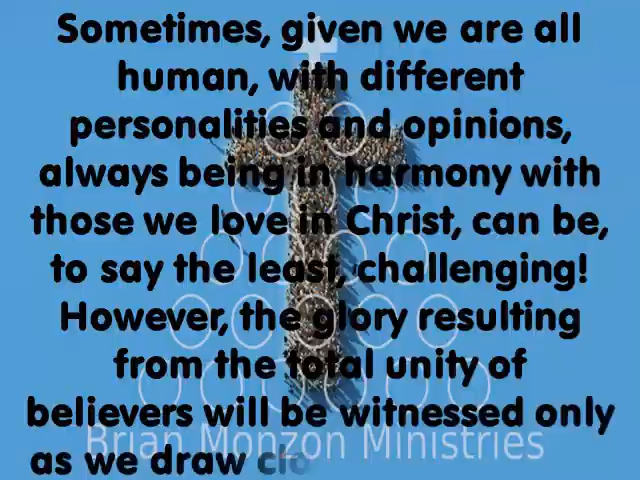 Sometimes, given we are all
human, with different
personalities and opinions,
always being in harmony with
those we love in Christ, can be,
to say the least, challenging!
However, the glory resulting
from the total unity of
believers will be witnessed only
Brian Monzon Ministries
as we draw clo